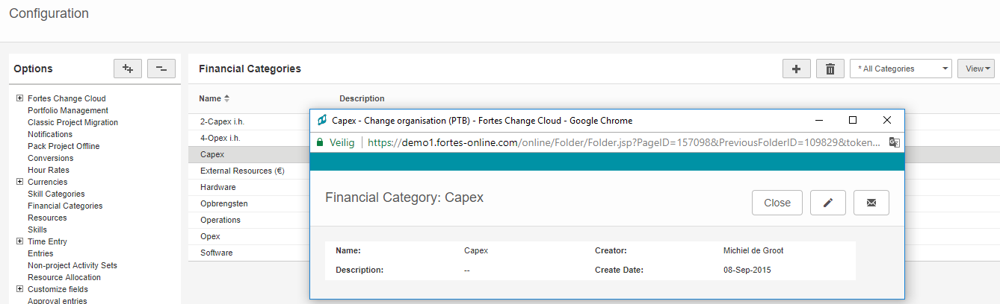 Configuration
Options
Fortes Change Cloud
Portfolio Management
Classic Project Migration
Notifications
Pack Project Offline
Conversions
Hour Rates
Currencies
Skill Categories
Financial Categories
Resources
Skills
Time Entry
Entries
Non-project Activity Sets
Resource Allocation
Customize fields
Approval entries
Financial Categories
* All Categories
View
Name Description
2-Capex i.h.
4-Opex i.h.
Capex
External Resources (€)
Hardware
Opbrengsten
Operations
Opex
Software
Capex - Change organisation (PTB) - Fortes Change Cloud - Google Chrome
Veilig https://demo1.fortes-online.com/online/Folder/Folder.jsp?PageID=157098&PreviousFolderID=109829&token...
Financial Category: Capex
Close
Name: Capex Creator: Michiel de Groot
Description: -- Create Date: 08-Sep-2015